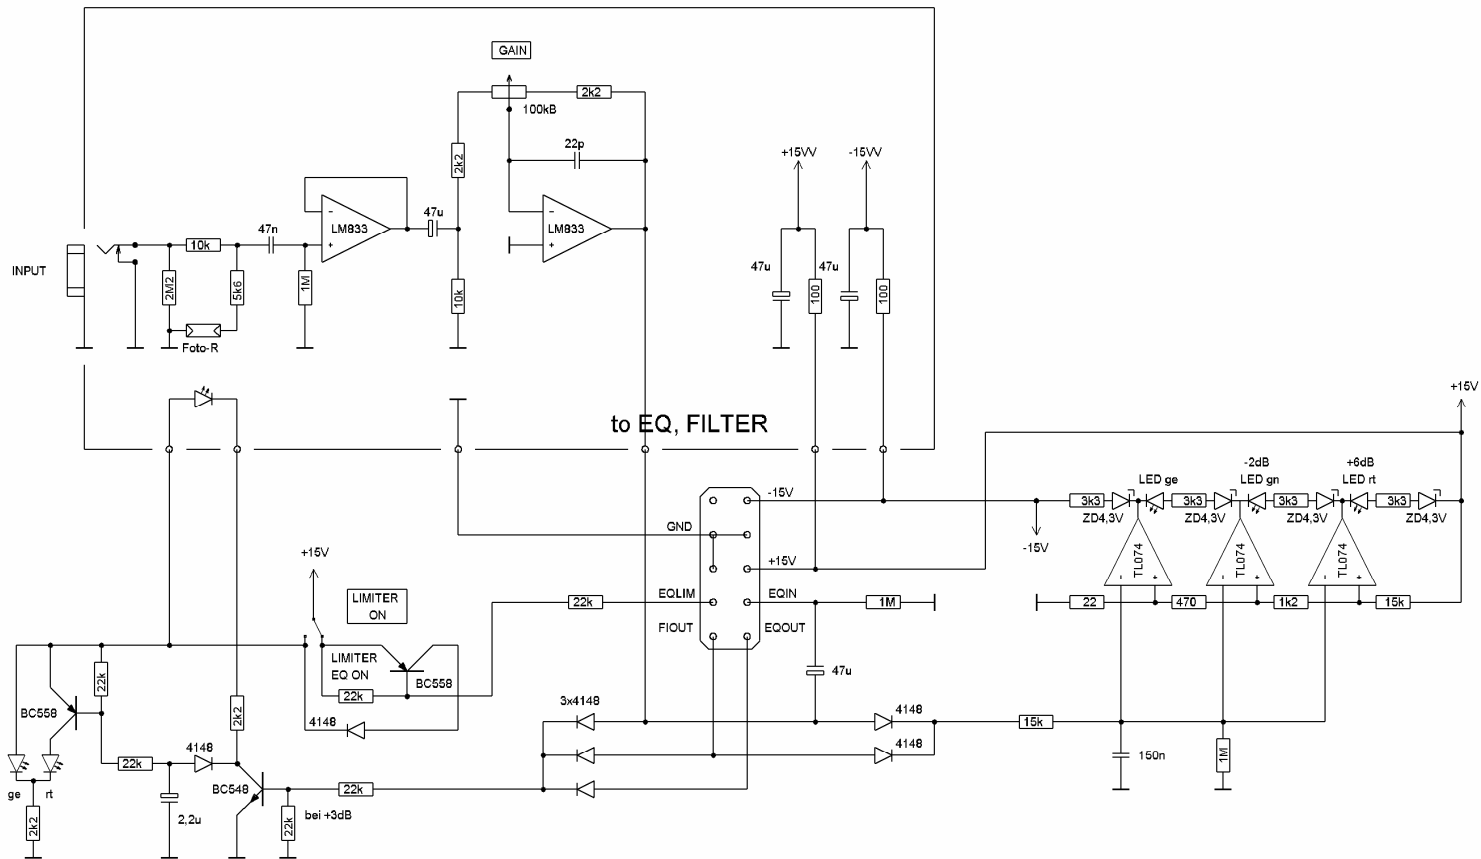 GAIN
2k2
100kB
22p
+15VV
-15VV
2k2
47u
LM833
LM833
47n
10k
INPUT
47u
47u
2M2
5k6
1M
10k
100
100
Foto-R
+15V
to EQ, FILTER
-2dB
+6dB
LED ge
LED gn
LED rt
-15V
3k3
3k3
3k3
3k3
ZD4,3V
ZD4,3V
ZD4,3V
ZD4,3V
GND
-15V
+15V
+15V
TL074
TL074
TL074
- +
- +
- +
LIMITER
ON
22k
EQLIM
EQIN
1M
22
470
1k2
15k
FIOUT
EQOUT
LIMITER
EQ ON
22k
BC558
22k
47u
BC558
2k2
4148
3x4148
4148
15k
4148
22k
4148
150n
1M
BC548
22k
ge
rt
2,2u
bei +3dB
2k2
22k